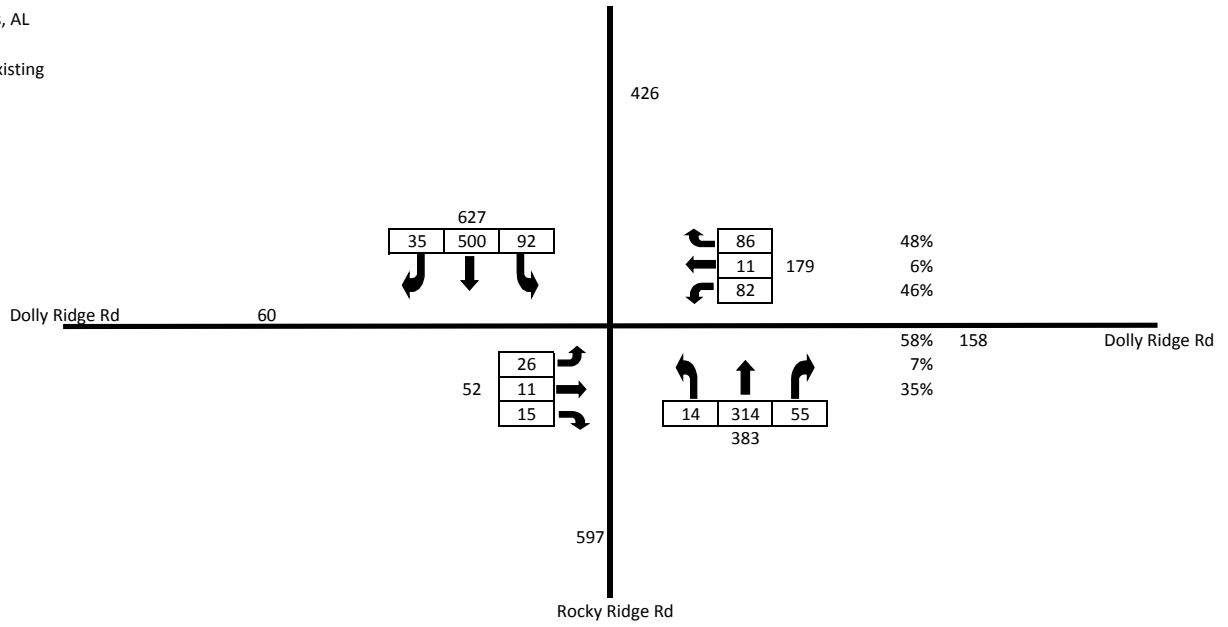 , AL
xisting
426
627
35 500 92
86 48%
11 179 6%
82 46%
Dolly Ridge Rd 60
58% 158 Dolly Ridge Rd
26 7%
52 11 35%
15
14 314 55
383
597
Rocky Ridge Rd